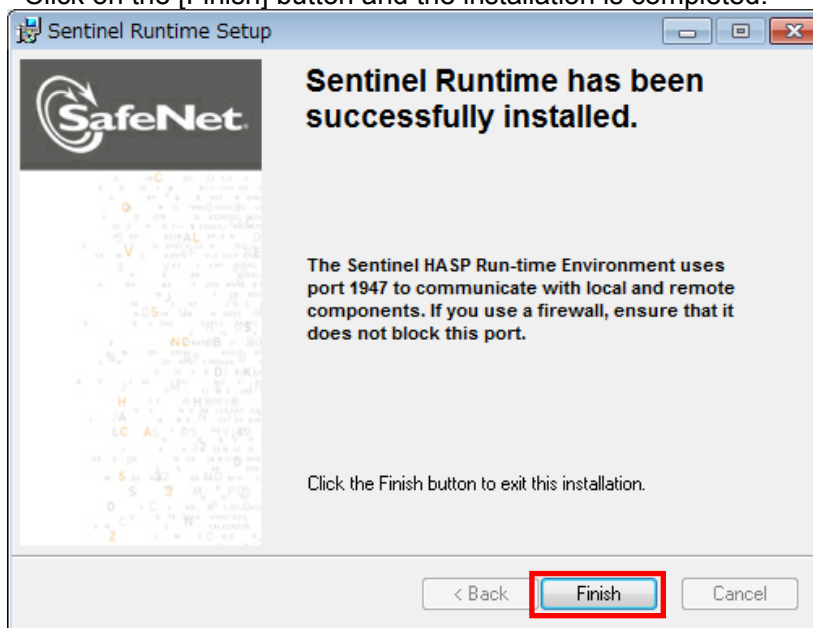 Click on the [Finish] button and the installation is completed.
Sentinel Runtime Setup
SafeNet.
Sentinel Runtime has been
successfully installed.
The Sentinel HASP Run-time Environment uses
port 1947 to communicate with local and remote
components. If you use a firewall, ensure that it
does not block this port.
Click the Finish button to exit this installation.
< Back
Finish
Cancel